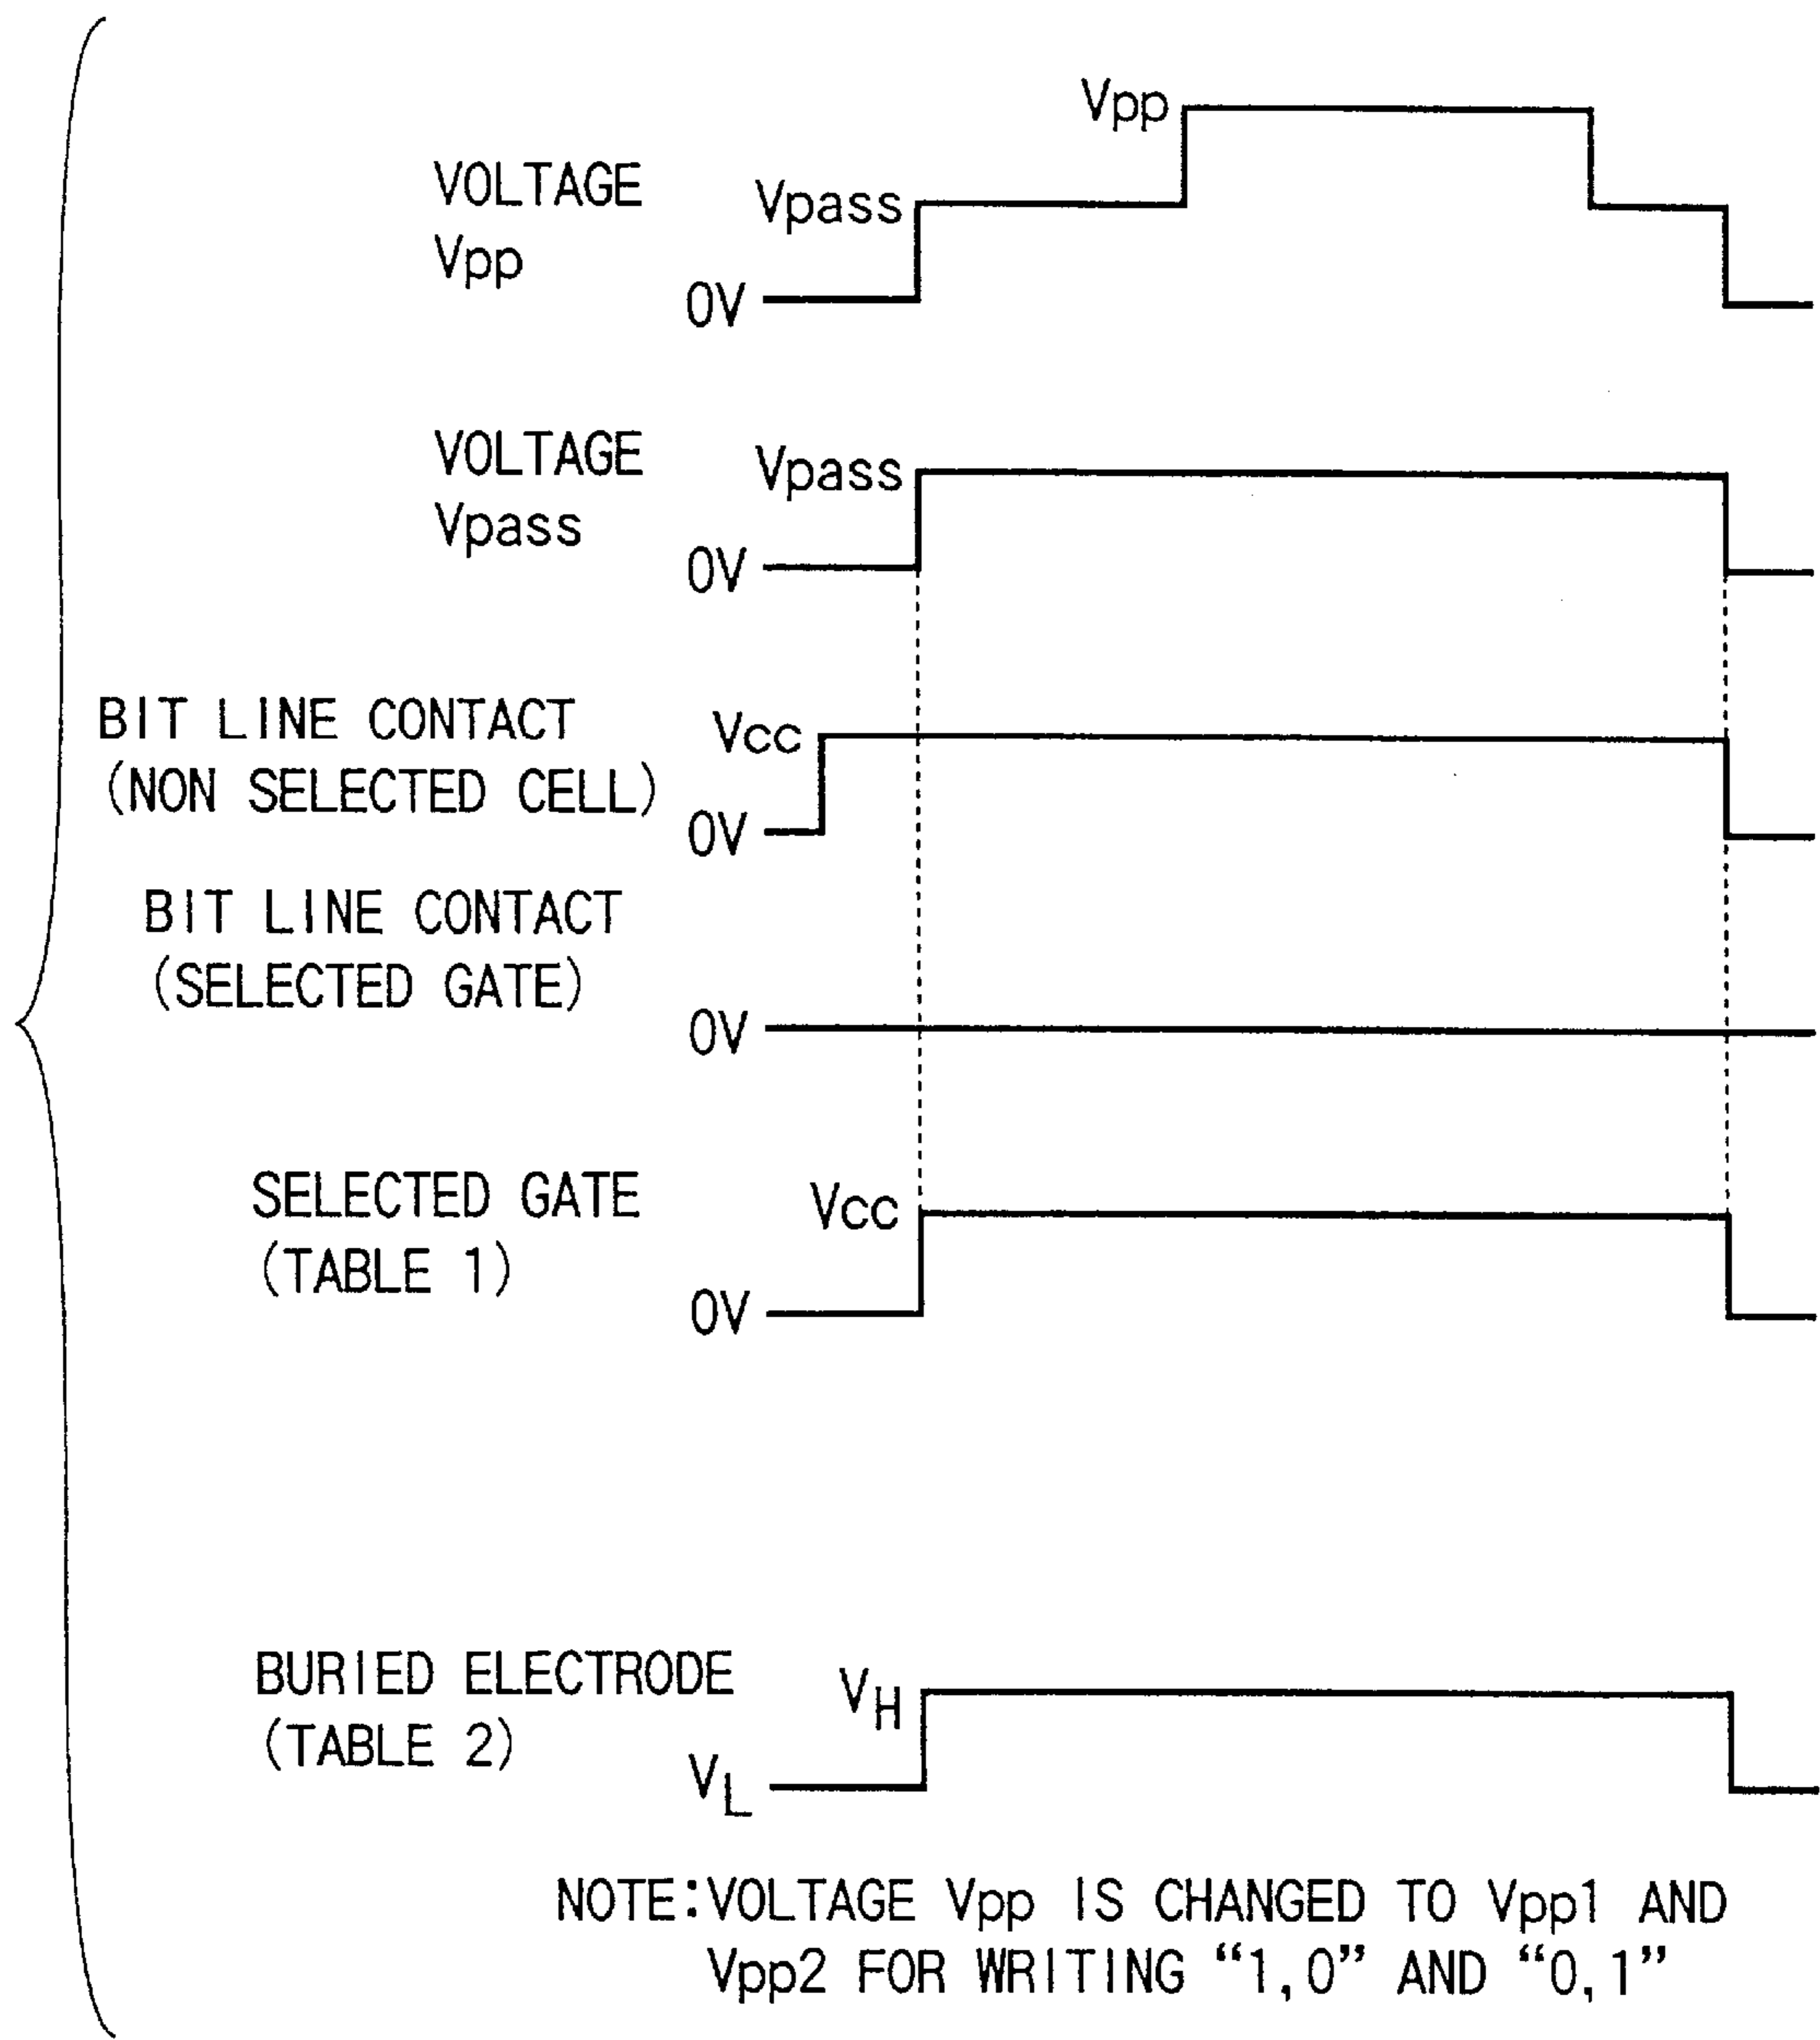 Vpp
VOLTAGE
Vpp
Vpass
0V
VOLTAGE
Vpass
Vpass
0V
BIT LINE CONTACT
(NON SELECTED CELL)
Vcc
0V
BIT LINE CONTACT
(SELECTED GATE)
0V
SELECTED GATE
(TABLE 1)
Vcc
0V
BURIED ELECTRODE
(TABLE 2)
VH
VL
NOTE:VOLTAGE Vpp IS CHANGED TO Vpp1 AND
Vpp2 FOR WRITING “1,0” AND “0,1”